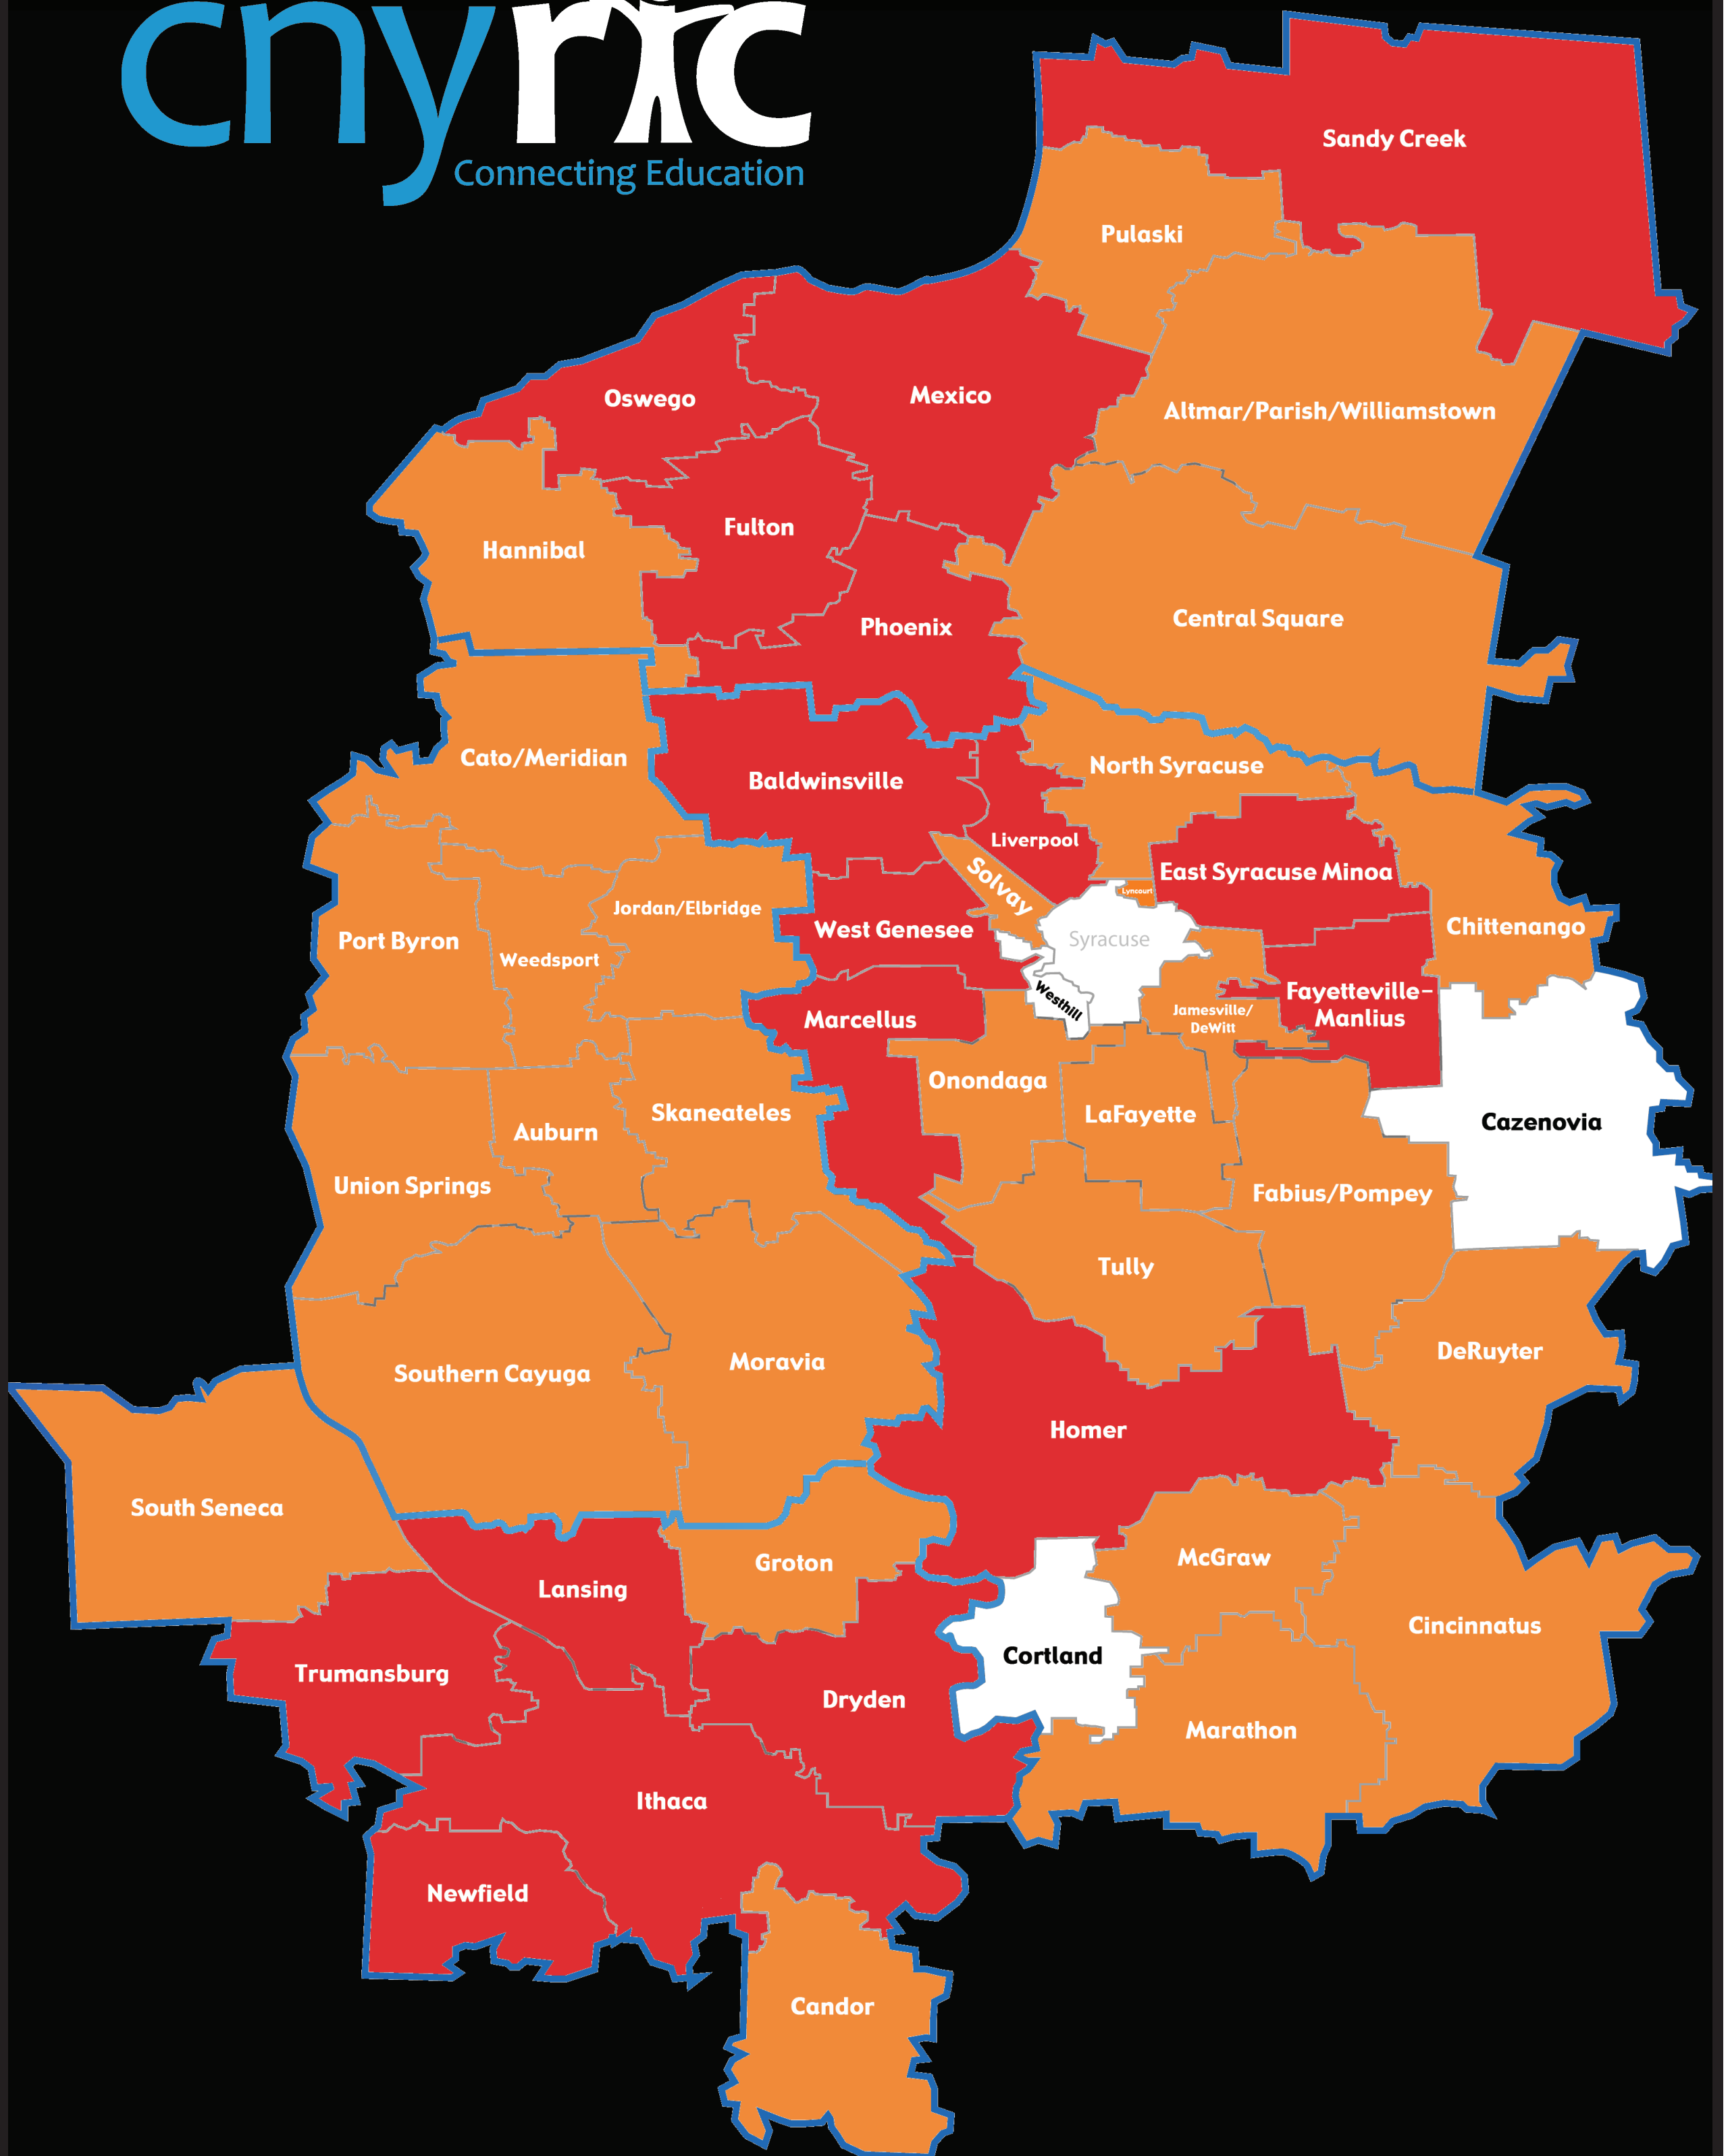 cnyric
Connecting Education
Sandy Creek
Pulaski
Mexico
Oswego
Altmar/Parish/Williamstown
Fulton
Hannibal
Central Square
Phoenix
Cato/Meridian
North Syracuse
Baldwinsville
Liverpool
East Syracuse Minoa
Solvay
Lyncourt
Jordan/Elbridge
Chittenango
West Genesee
Syracuse
Port Byron
Weedsport
Fayetteville-
Manlius
Westhill
Jamesville/
DeWitt
Marcellus
Onondaga
Skaneateles
LaFayette
Cazenovia
Auburn
Union Springs
Fabius/Pompey
Tully
DeRuyter
Moravia
Southern Cayuga
Homer
South Seneca
McGraw
Groton
Lansing
Cincinnatus
Cortland
Trumansburg
Dryden
Marathon
Ithaca
Newfield
Candor